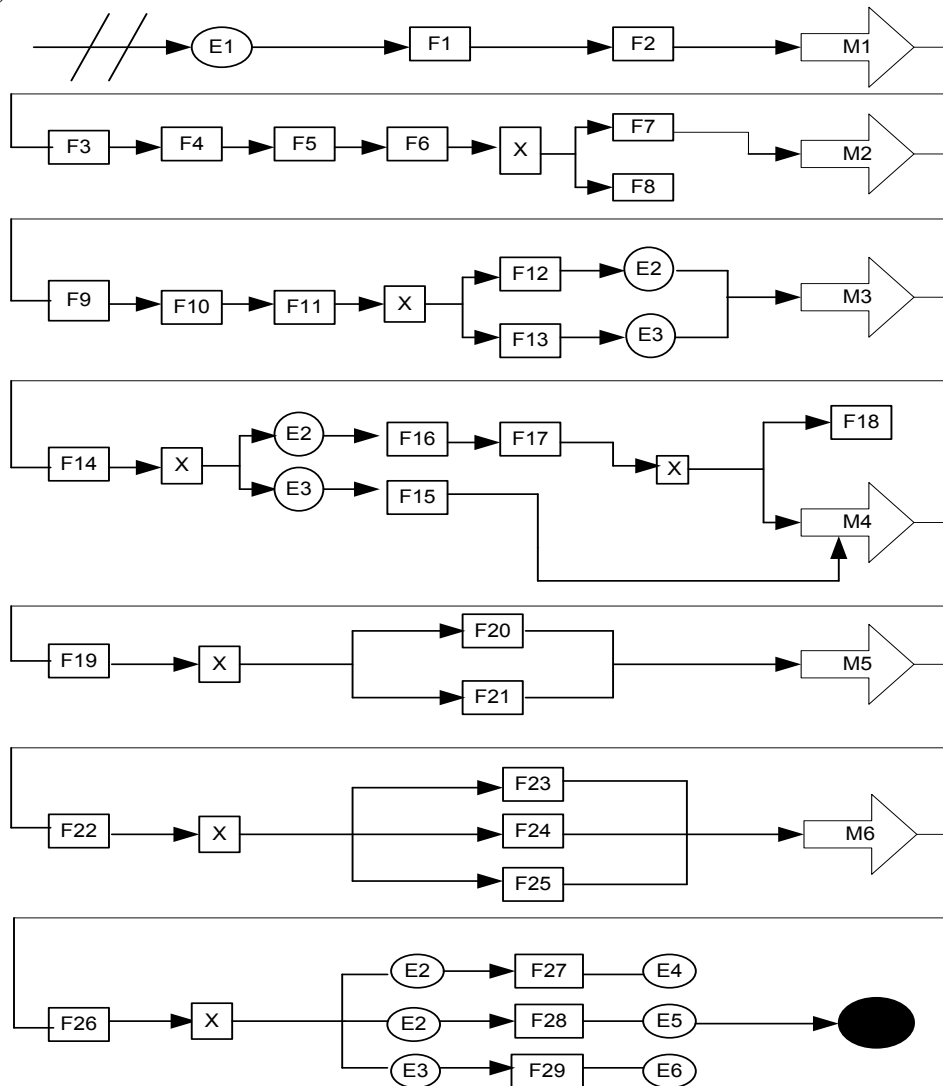 E1 F1 F2 M1
F3 F4 F5 F6 X F7 M2
F8
F9 F10 F11 X F12 E2 M3
F13 E3
F14 X E2 F16 F17 X F18
E3 F15 M4
F19 X F20 M5
F21
F22 X F23 M6
F24
F25
F26 X E2 F27 E4
E2 F28 E5
E3 F29 E6